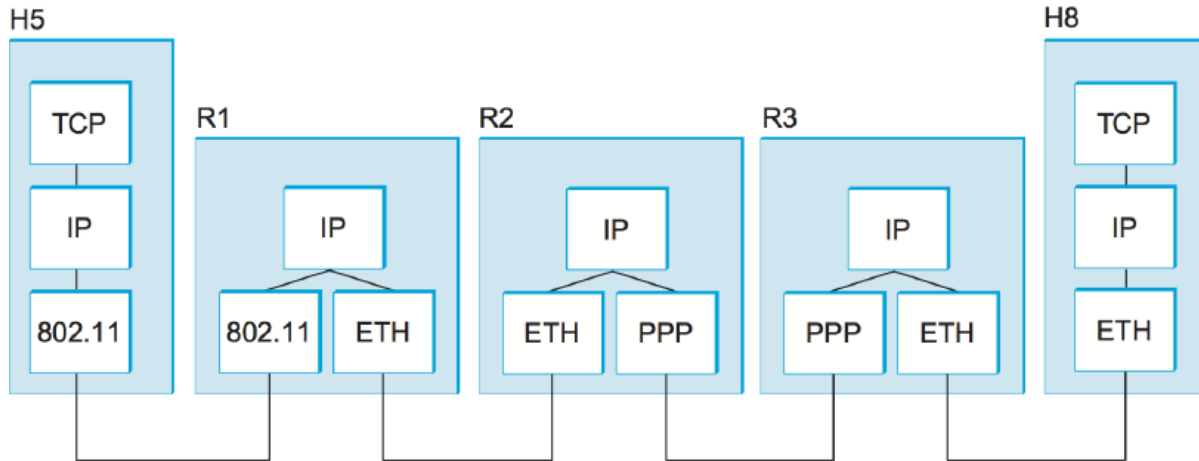 H5
H8
R1
R2
R3
TCP
TCP
IP
IP
IP
IP
IP
802.11
802.11
ETH
ETH
PPP
PPP
ETH
ETH